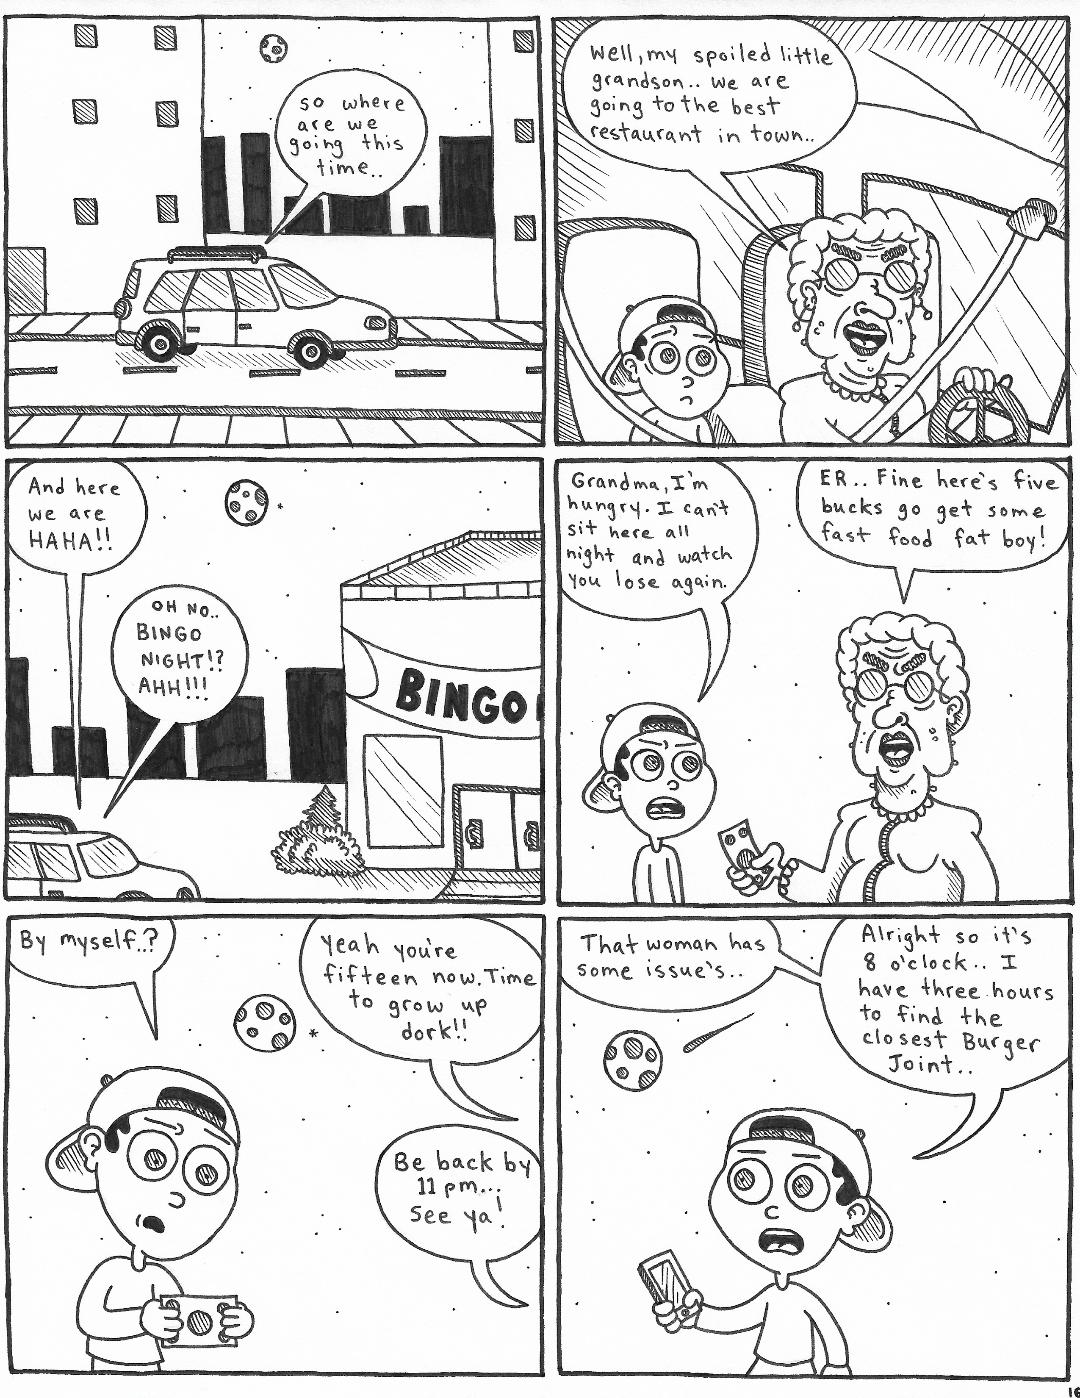 so where
are we
going this
time..
Well, my spoiled little
grandson.. we are
going to the best
restaurant in town..
And here
we are
HAHA!!
OH NO..
BINGO
NIGHT!?
AHH!!!
BINGO
Grandma, I'm
hungry. I can't
sit here all
night and watch
you lose again.
ER.. Fine here's five
bucks go get some
fast food fat boy!
By myself.?
Yeah you're
fifteen now. Time
to grow up
dork!!
Be back by
11 pm...
See ya!
That woman has
some issue's..
Alright so it's
8 o'clock.. I
have three hours
to find the
closest Burger
Joint..